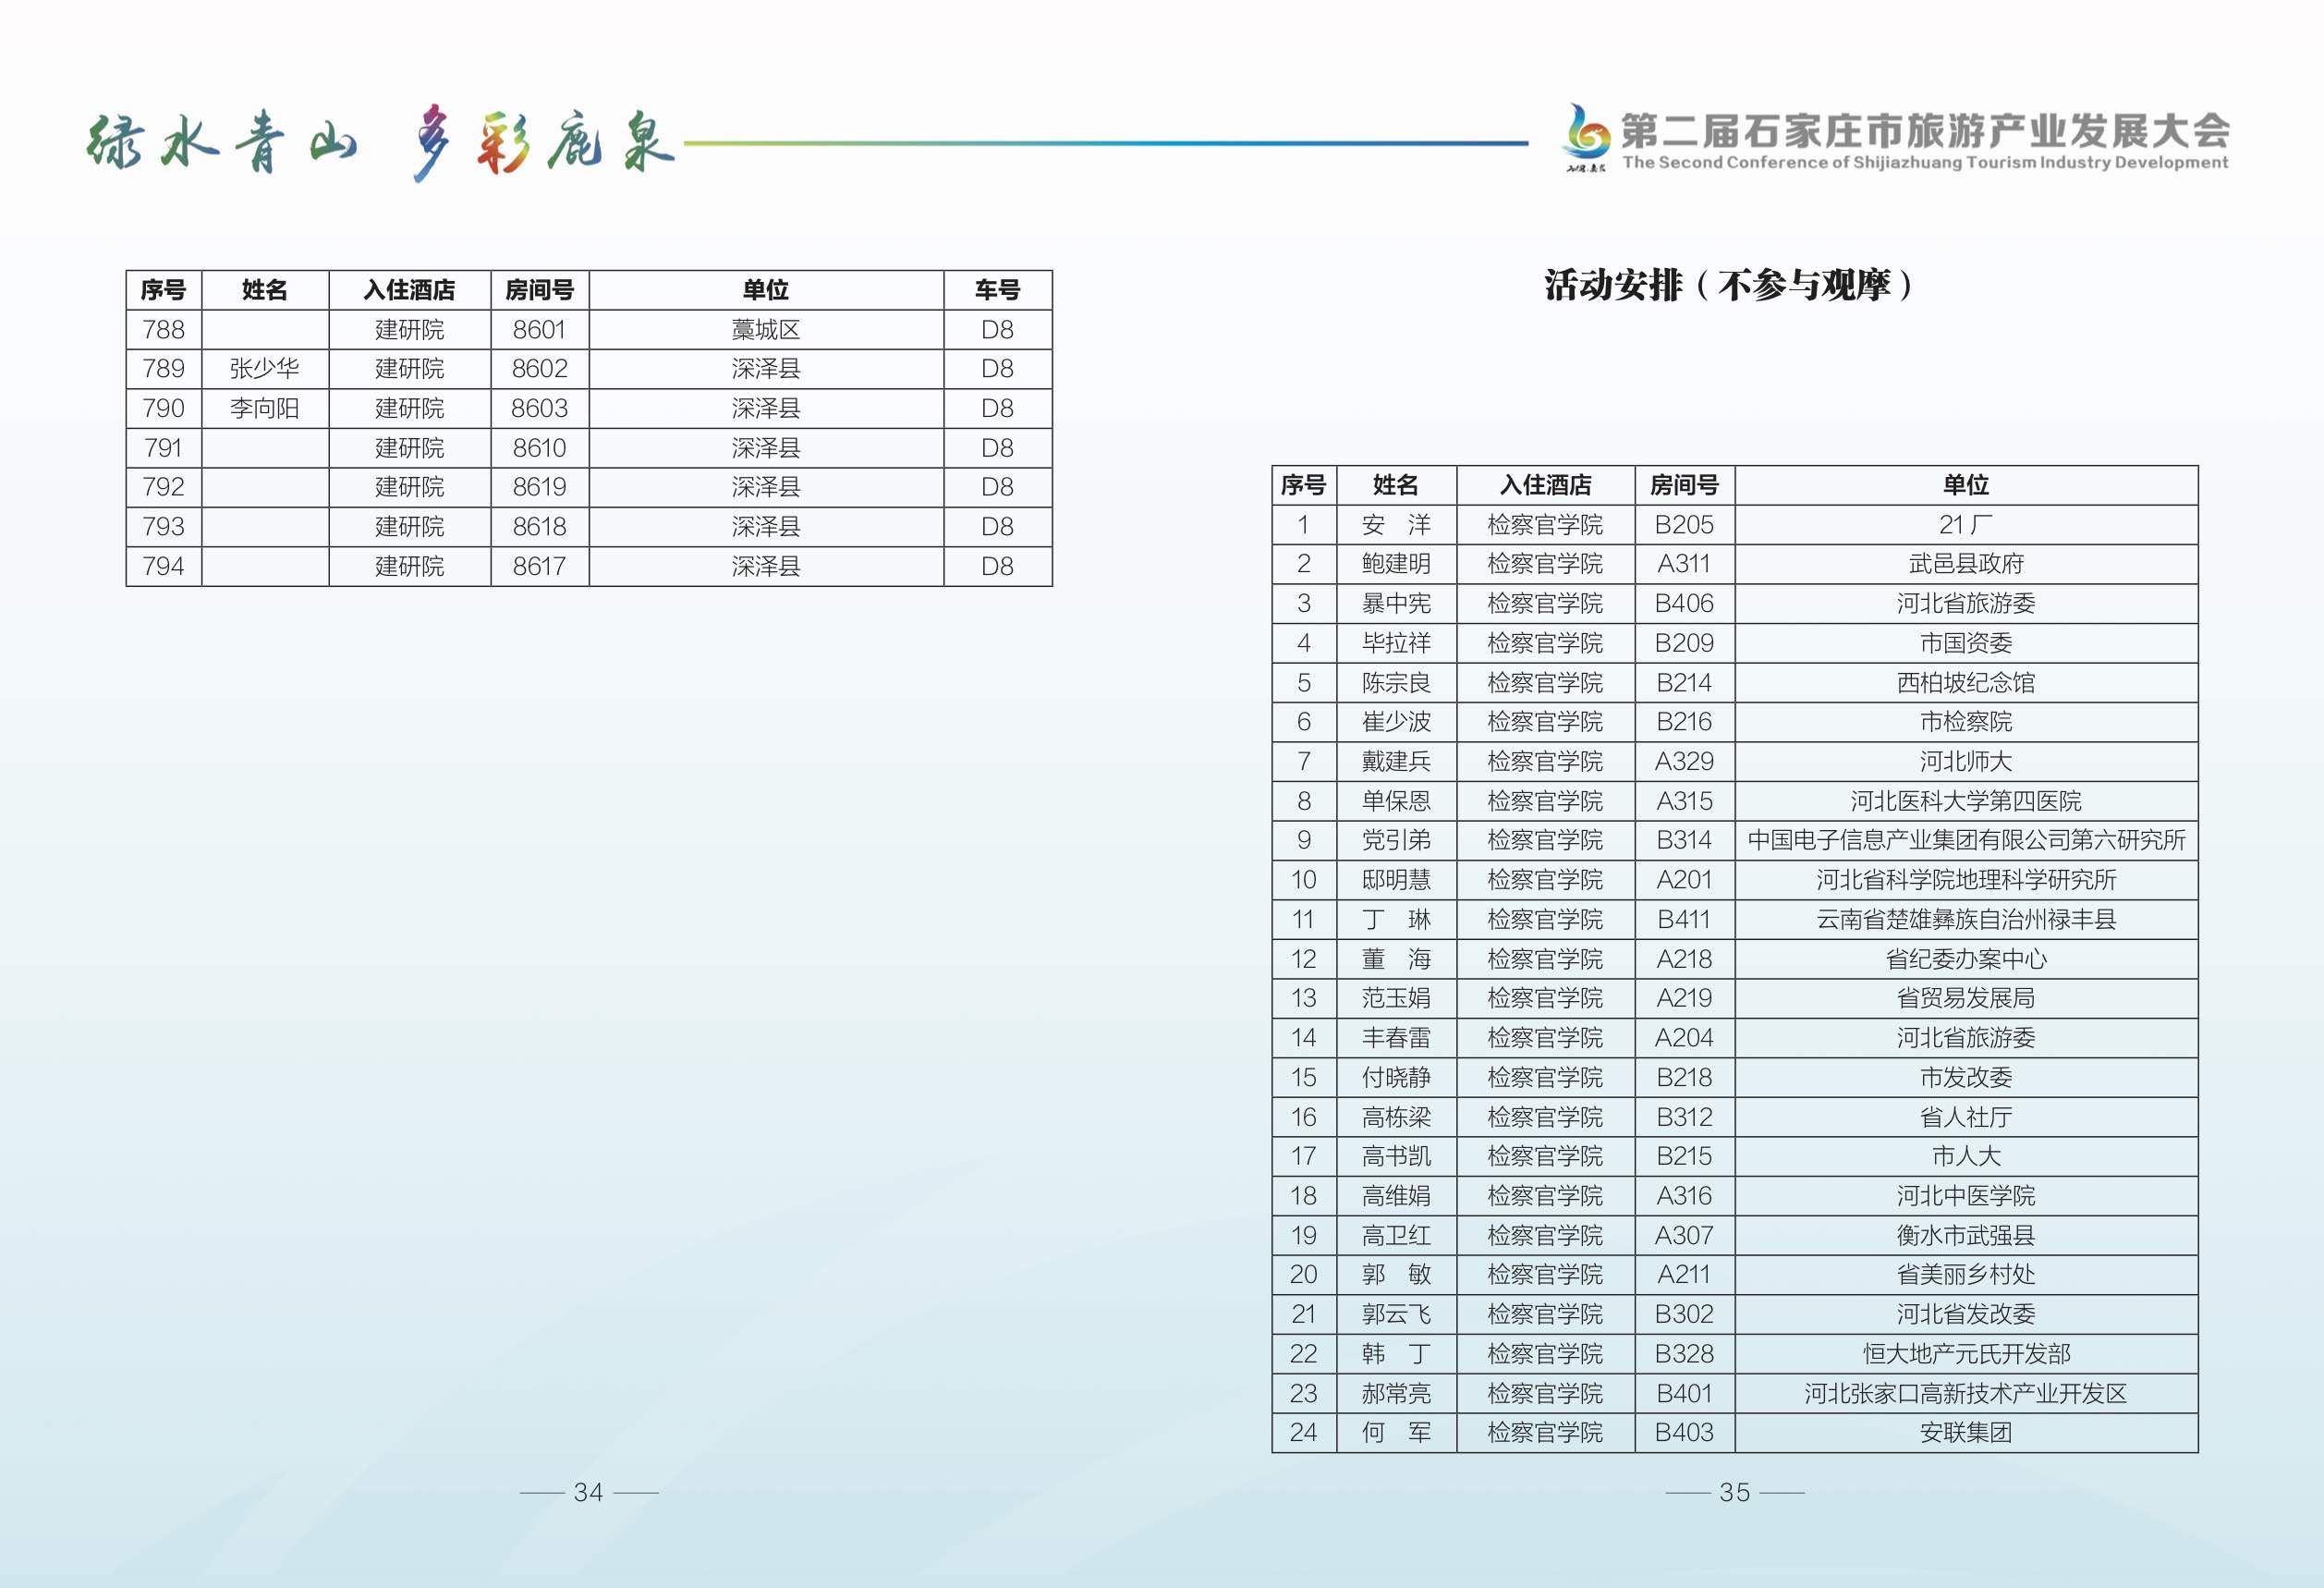 绿水青山 多彩鹿泉
第二届石家庄市旅游产业发展大会
The Second Conference of Shijiazhuang Tourism Industry Development
序号 姓名 入住酒店 房间号 单位 车号
788 建研院 8601 藁城区 D8
789 张少华 建研院 8602 深泽县 D8
790 李向阳 建研院 8603 深泽县 D8
791 建研院 8610 深泽县 D8
792 建研院 8619 深泽县 D8
793 建研院 8618 深泽县 D8
794 建研院 8617 深泽县 D8
34
活动安排（不参与观摩）
序号 姓名 入住酒店 房间号 单位
1 安　洋 检察官学院 B205 21厂
2 鲍建明 检察官学院 A311 武邑县政府
3 暴中宪 检察官学院 B406 河北省旅游委
4 毕拉祥 检察官学院 B209 市国资委
5 陈宗良 检察官学院 B214 西柏坡纪念馆
6 崔少波 检察官学院 B216 市检察院
7 戴建兵 检察官学院 A329 河北师大
8 单保恩 检察官学院 A315 河北医科大学第四医院
9 党引弟 检察官学院 B314 中国电子信息产业集团有限公司第六研究所
10 邸明慧 检察官学院 A201 河北省科学院地理科学研究所
11 丁　琳 检察官学院 B411 云南省楚雄彝族自治州禄丰县
12 董　海 检察官学院 A218 省纪委办案中心
13 范玉娟 检察官学院 A219 省贸易发展局
14 丰春雷 检察官学院 A204 河北省旅游委
15 付晓静 检察官学院 B218 市发改委
16 高栋梁 检察官学院 B312 省人社厅
17 高书凯 检察官学院 B215 市人大
18 高维娟 检察官学院 A316 河北中医学院
19 高卫红 检察官学院 A307 衡水市武强县
20 郭　敏 检察官学院 A211 省美丽乡村处
21 郭云飞 检察官学院 B302 河北省发改委
22 韩　丁 检察官学院 B328 恒大地产元氏开发部
23 郝常亮 检察官学院 B401 河北张家口高新技术产业开发区
24 何　军 检察官学院 B403 安联集团
35